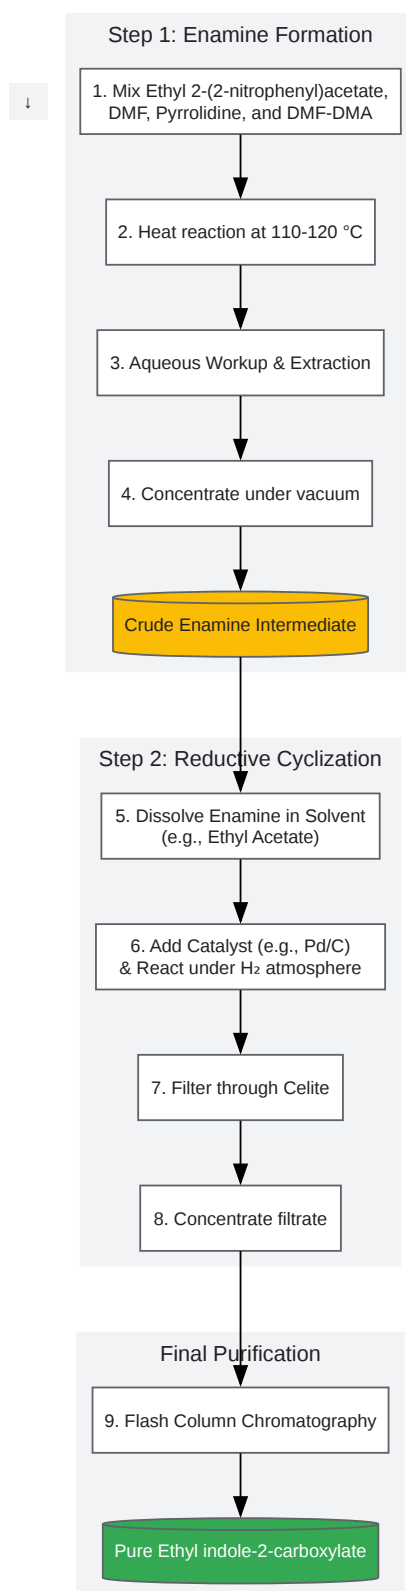 Step 1: Enamine Formation
↓
1. Mix Ethyl 2-(2-nitrophenyl)acetate,
DMF, Pyrrolidine, and DMF-DMA
2. Heat reaction at 110-120 °C
3. Aqueous Workup & Extraction
4. Concentrate under vacuum
Crude Enamine Intermediate
Step 2: Reductive Cyclization
5. Dissolve Enamine in Solvent
(e.g., Ethyl Acetate)
6. Add Catalyst (e.g., Pd/C)
& React under H₂ atmosphere
7. Filter through Celite
8. Concentrate filtrate
Final Purification
9. Flash Column Chromatography
Pure Ethyl indole-2-carboxylate